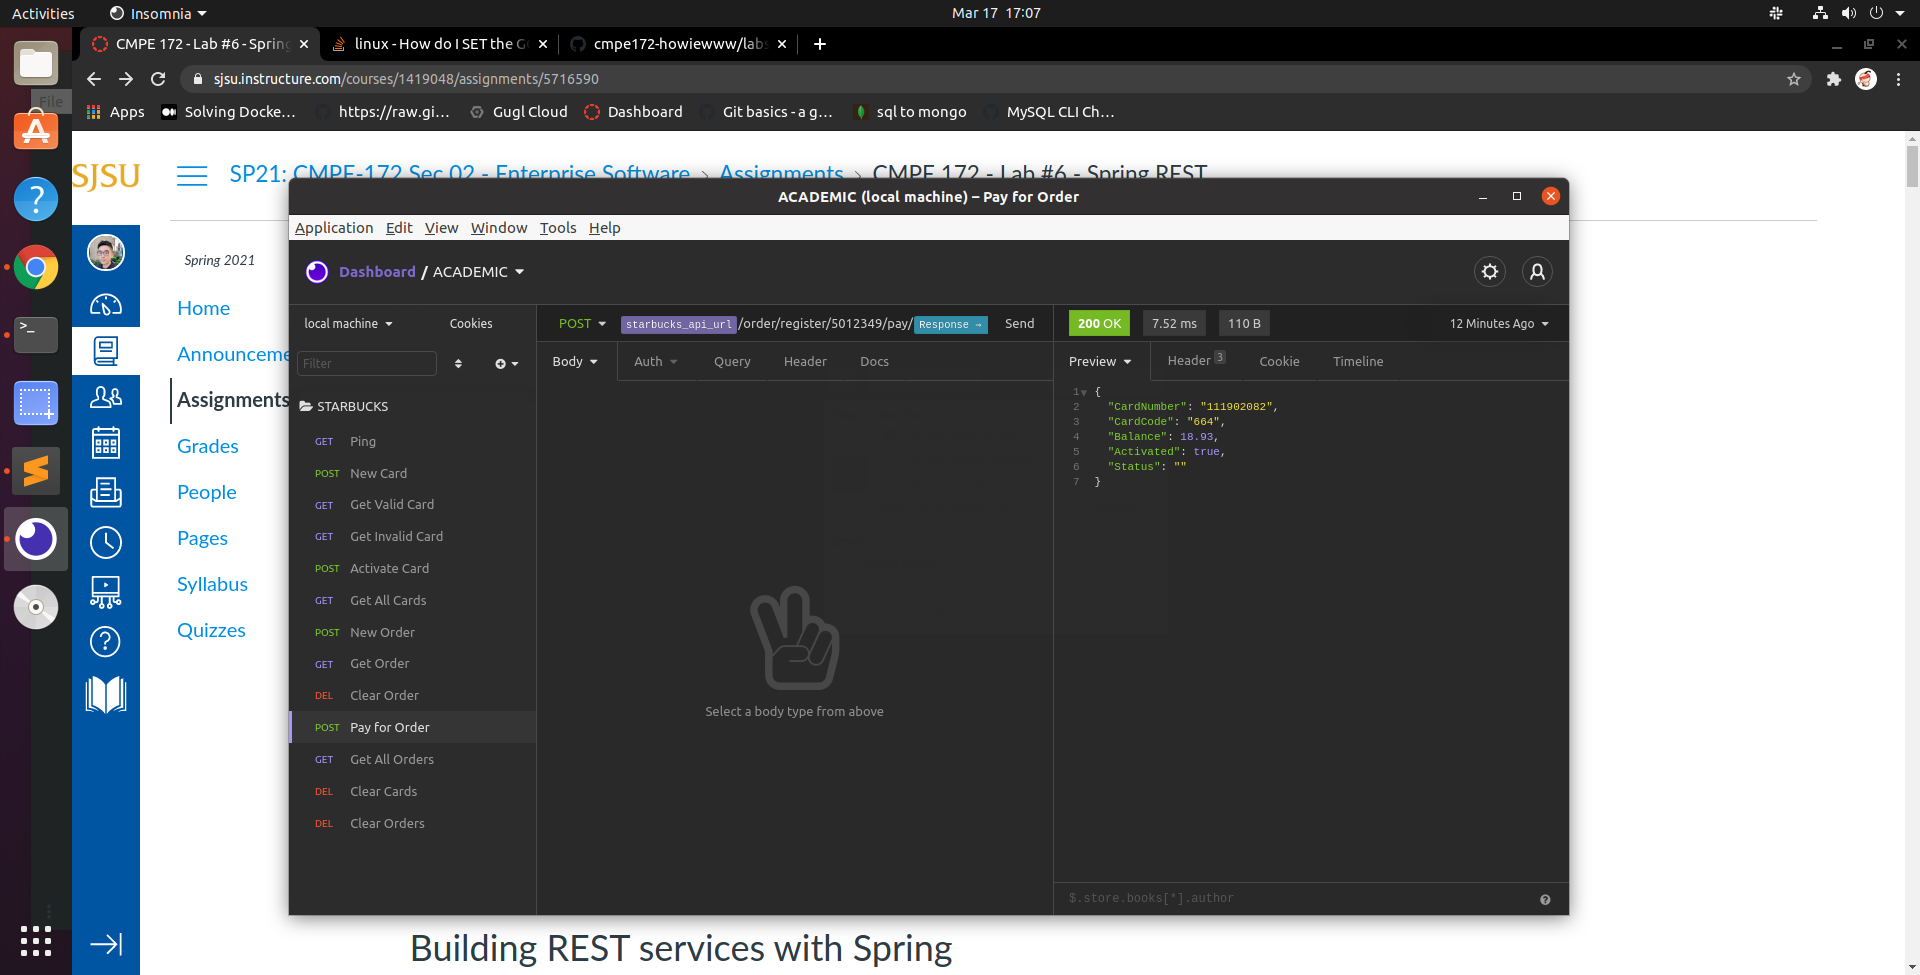 Activities
Insomnia
Mar 17 17:07
CMPE 172 - Lab #6 - Spring
linux - How do I SET the G
cmpe172-howiewww/labs
sjsu.instructure.com/courses/1419048/assignments/5716590
File
Apps
Solving Docke...
https://raw.gi...
Gugl Cloud
Dashboard
Git basics - a g...
sql to mongo
MySQL CLI Ch...
SJSU
SP21: CMPE-172 Sec 02 - Enterprise Software > Assignments > CMPE 172 - Lab #6 - Spring REST
Spring 2021
Home
Announceme
Assignments
Grades
People
Pages
Syllabus
Quizzes
ACADEMIC (local machine) – Pay for Order
Application Edit View Window Tools Help
Dashboard / ACADEMIC
local machine
Cookies
Filter
STARBUCKS
GET Ping
POST New Card
GET Get Valid Card
GET Get Invalid Card
POST Activate Card
GET Get All Cards
POST New Order
GET Get Order
DEL Clear Order
POST Pay for Order
GET Get All Orders
DEL Clear Cards
DEL Clear Orders
POST starbucks_api_url/order/register/5012349/pay/Response → Send
Body Auth Query Header Docs
Select a body type from above
200 OK 7.52 ms 110 B 12 Minutes Ago
Preview Header 3 Cookie Timeline
1 {
2 "CardNumber": "111902082",
3 "CardCode": "664",
4 "Balance": 18.93,
5 "Activated": true,
6 "Status": ""
7 }
$.store.books[*].author
Building REST services with Spring